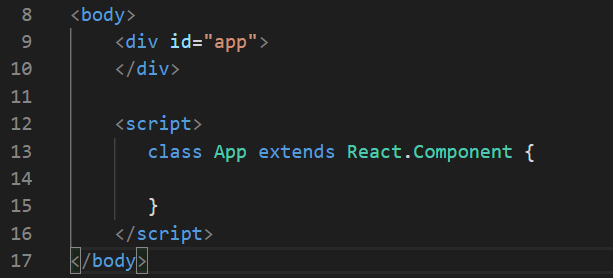 8 <body>
9     <div id="app">
10     </div>
11
12     <script>
13        class App extends React.Component {
14
15        }
16     </script>
17 </body>